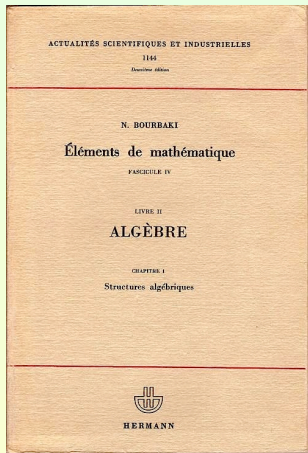 ACTUALITÉS SCIENTIFIQUES ET INDUSTRIELLES
1144
Deuxième édition
N. BOURBAKI
Éléments de mathématique
FASCICULE IV
LIVRE II
ALGÈBRE
CHAPITRE I
Structures algébriques
HERMANN